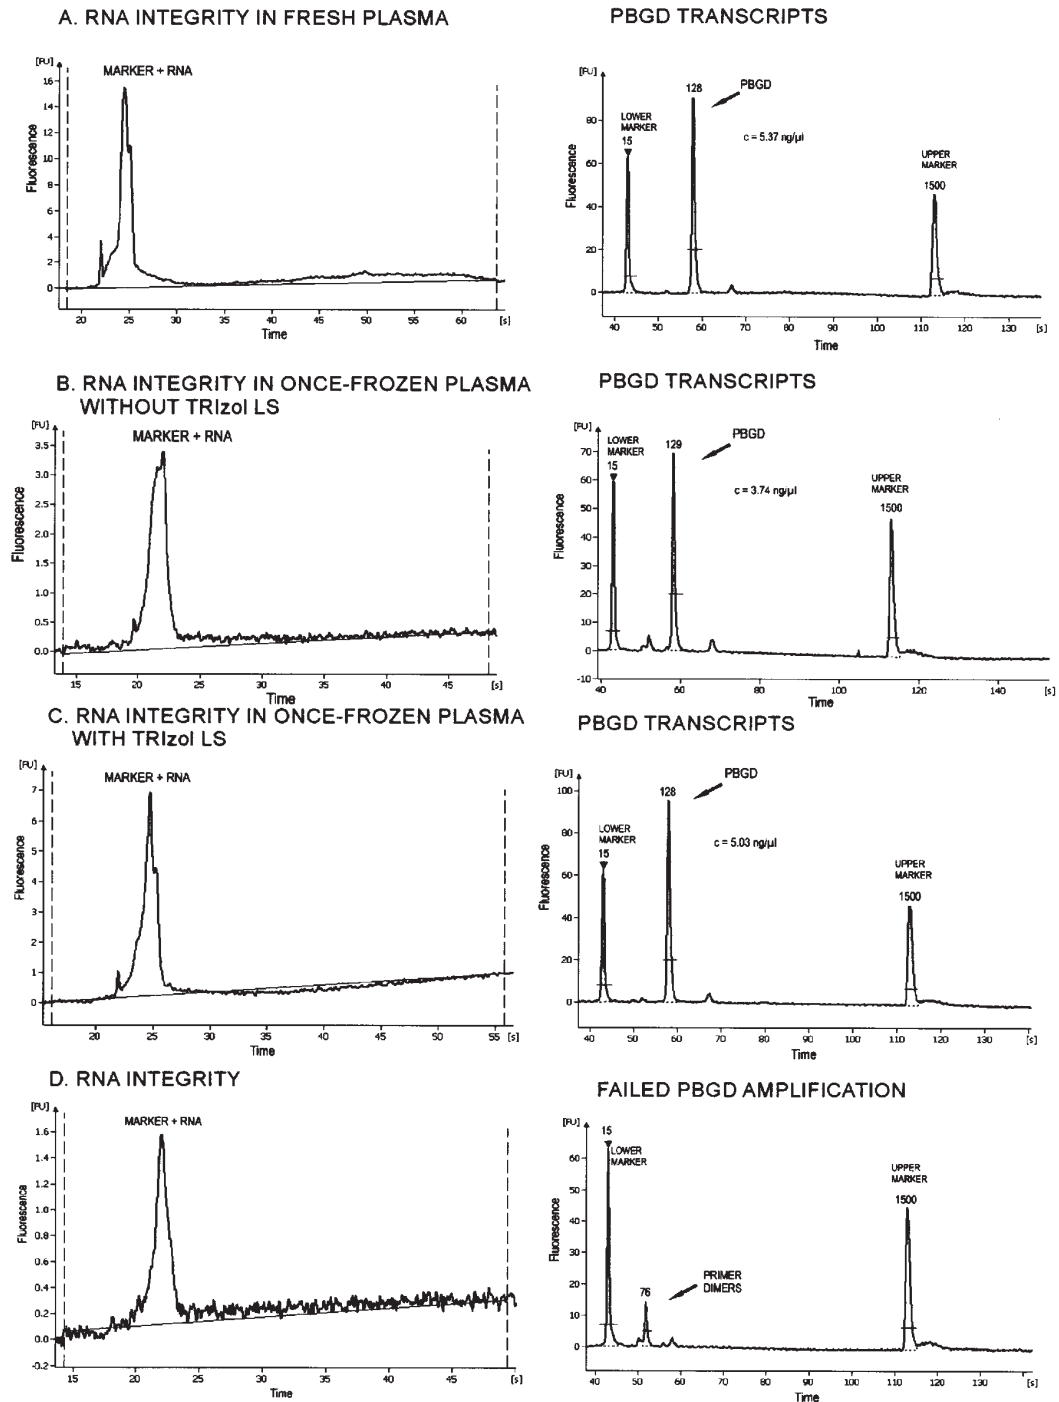 A. RNA INTEGRITY IN FRESH PLASMA
[FU]
MARKER + RNA
16
14
12
10
8
6
4
2
0
Fluorescence
20 25 30 35 40 45 50 55 60 [s]
Time
PBGD TRANSCRIPTS
[FU]
128
PBGD
LOWER
MARKER
15
c = 5.37 ng/µl
UPPER
MARKER
1500
80
60
40
20
0
Fluorescence
40 50 60 70 80 90 100 110 120 130 [s]
Time
B. RNA INTEGRITY IN ONCE-FROZEN PLASMA
WITHOUT TRIzol LS
[FU]
MARKER + RNA
3.5
3.0
2.5
2.0
1.5
1.0
0.5
0.0
Fluorescence
15 20 25 30 35 40 45 [s]
Time
PBGD TRANSCRIPTS
[FU]
LOWER
MARKER
15
129
PBGD
c = 3.74 ng/µl
UPPER
MARKER
1500
70
60
50
40
30
20
10
0
-10
Fluorescence
40 60 80 100 120 140 [s]
Time
C. RNA INTEGRITY IN ONCE-FROZEN PLASMA
WITH TRIzol LS
[FU]
MARKER + RNA
7
6
5
4
3
2
1
0
Fluorescence
20 25 30 35 40 45 50 55 [s]
Time
PBGD TRANSCRIPTS
[FU]
128
PBGD
LOWER
MARKER
15
c = 5.03 ng/µl
UPPER
MARKER
1500
100
80
60
40
20
0
Fluorescence
40 50 60 70 80 90 100 110 120 130 [s]
Time
D. RNA INTEGRITY
[FU]
MARKER + RNA
1.6
1.4
1.2
1.0
0.8
0.6
0.4
0.2
0.0
-0.2
Fluorescence
15 20 25 30 35 40 45 [s]
Time
FAILED PBGD AMPLIFICATION
[FU]
15
LOWER
MARKER
UPPER
MARKER
1500
76
PRIMER
DIMERS
60
50
40
30
20
10
0
Fluorescence
40 50 60 70 80 90 100 110 120 130 [s]
Time